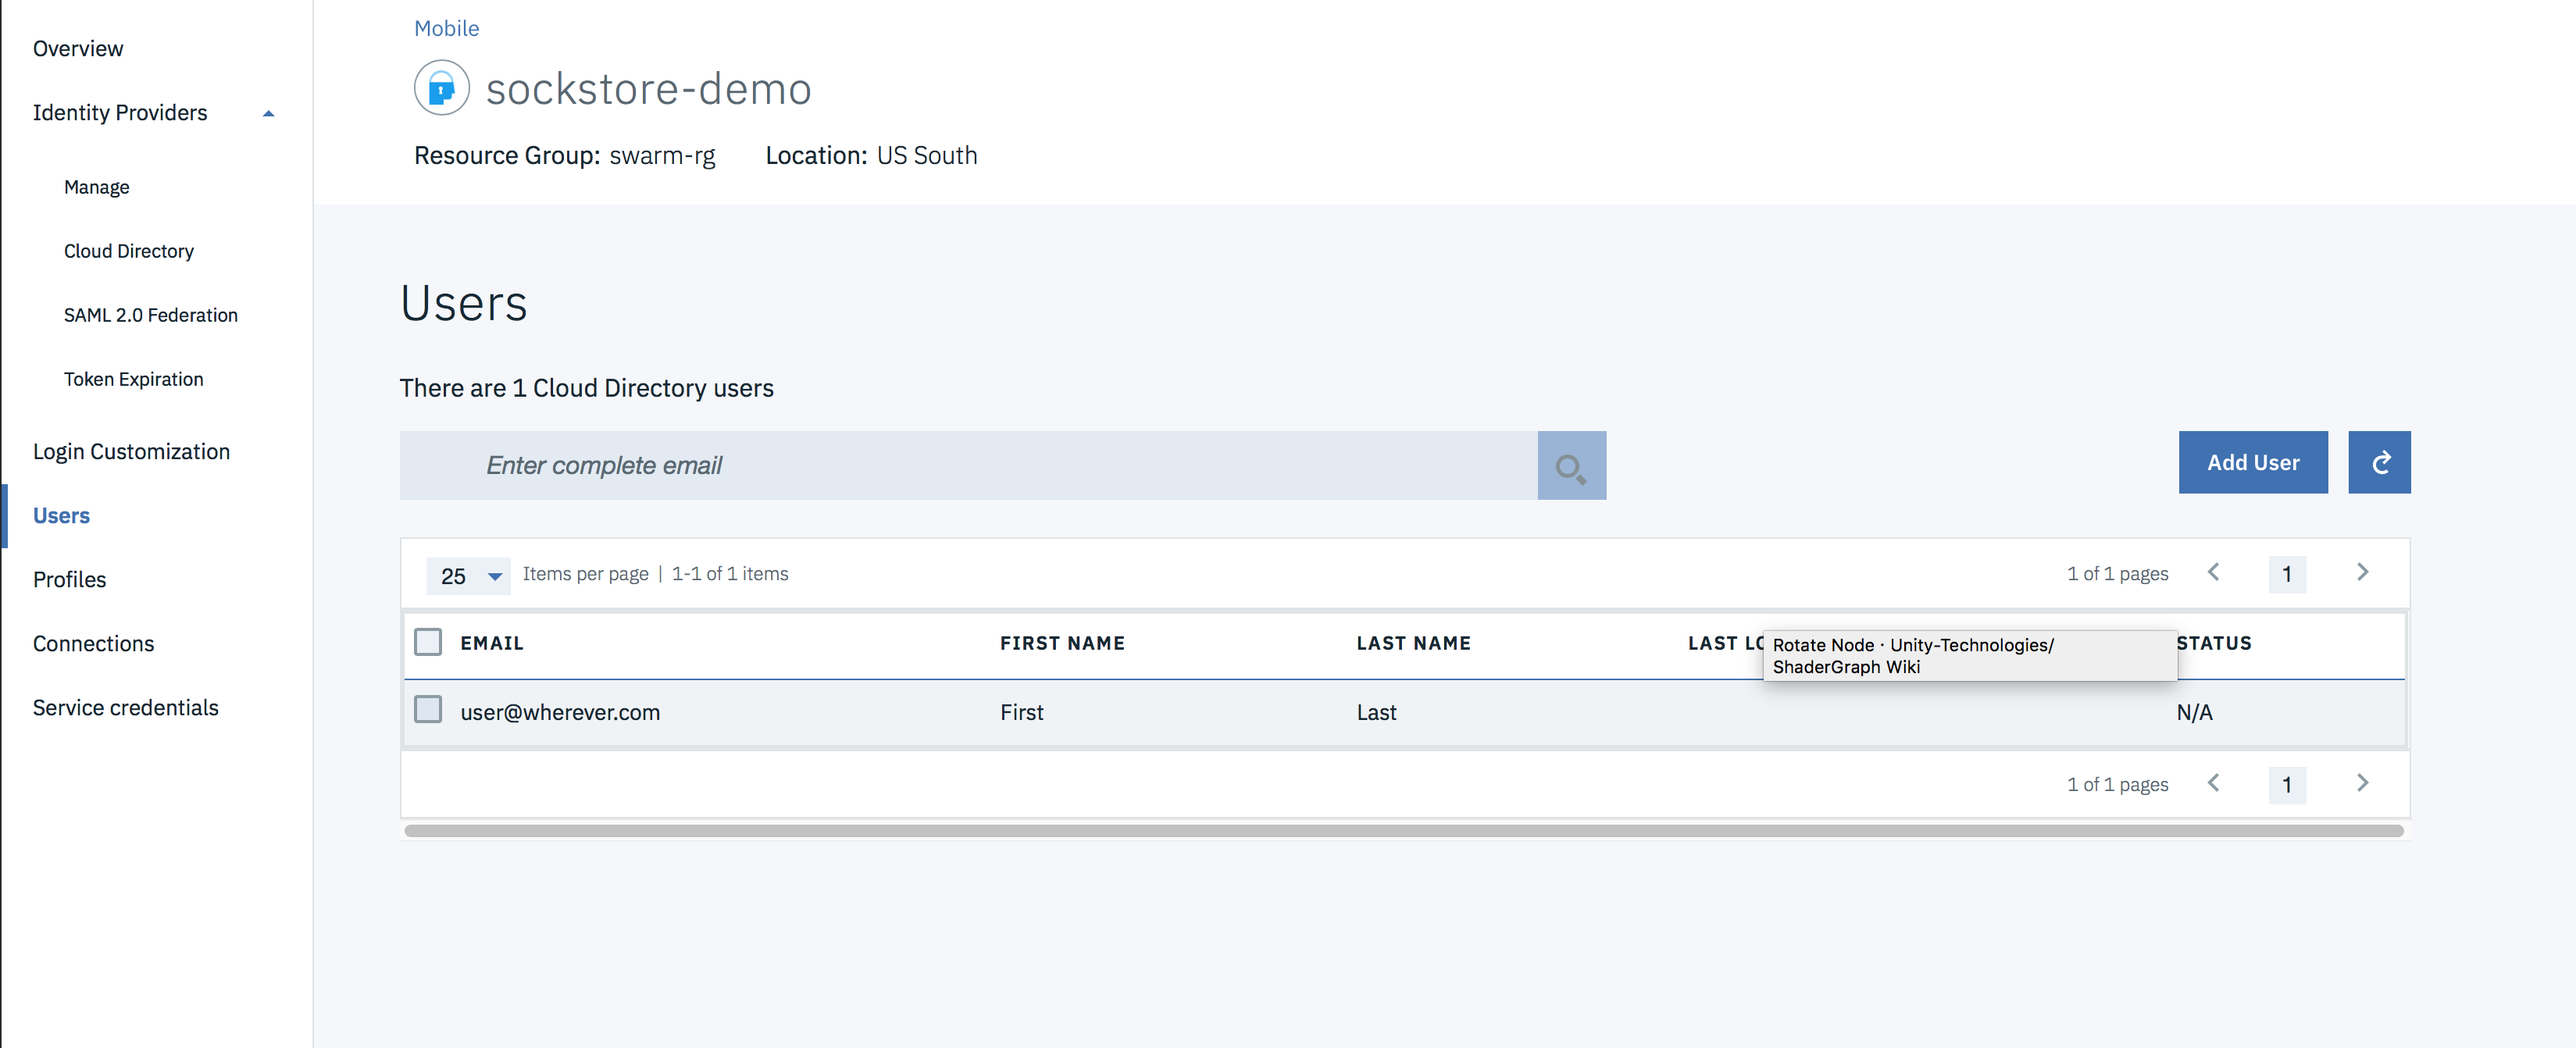 Overview
Identity Providers
Manage
Cloud Directory
SAML 2.0 Federation
Token Expiration
Login Customization
Users
Profiles
Connections
Service credentials
Mobile
sockstore-demo
Resource Group: swarm-rg Location: US South
Users
There are 1 Cloud Directory users
Enter complete email
Add User
25 Items per page | 1-1 of 1 items 1 of 1 pages 1
EMAIL FIRST NAME LAST NAME LAST STATUS
Rotate Node · Unity-Technologies/
ShaderGraph Wiki
user@wherever.com First Last N/A
1 of 1 pages 1